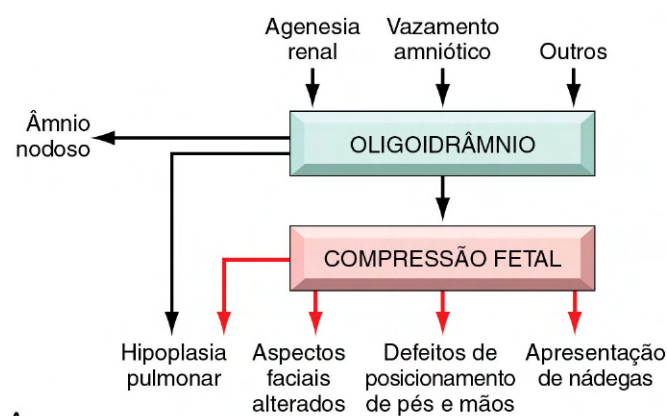 Agenesia
renal
Vazamento
amniótico
Outros
Âmnio
nodoso
OLIGOIDRÂMNIO
COMPRESSÃO FETAL
Hipoplasia
pulmonar
Aspectos
faciais
alterados
Defeitos de
posicionamento
de pés e mãos
Apresentação
de nádegas
A